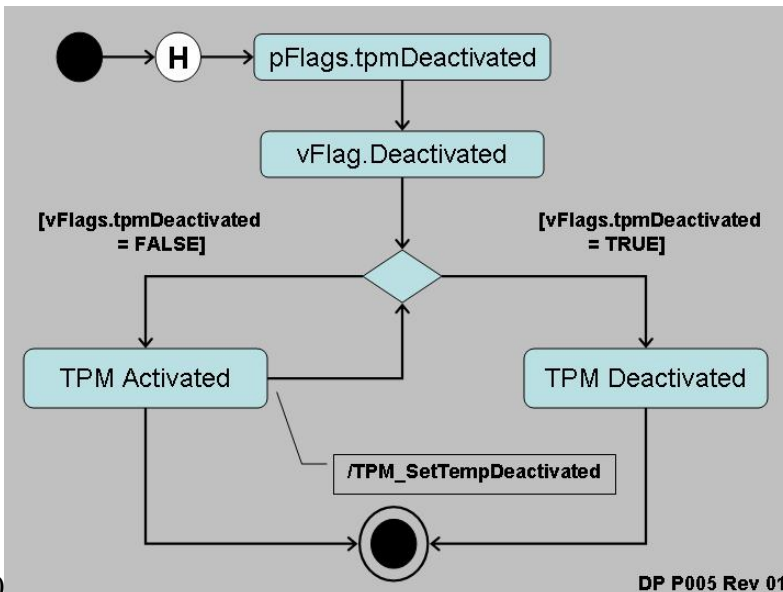 H
pFlags.tpmDeactivated
vFlag.Deactivated
[vFlags.tpmDeactivated
= FALSE]
[vFlags.tpmDeactivated
= TRUE]
TPM Activated
TPM Deactivated
/TPM_SetTempDeactivated
)
DP P005 Rev 01